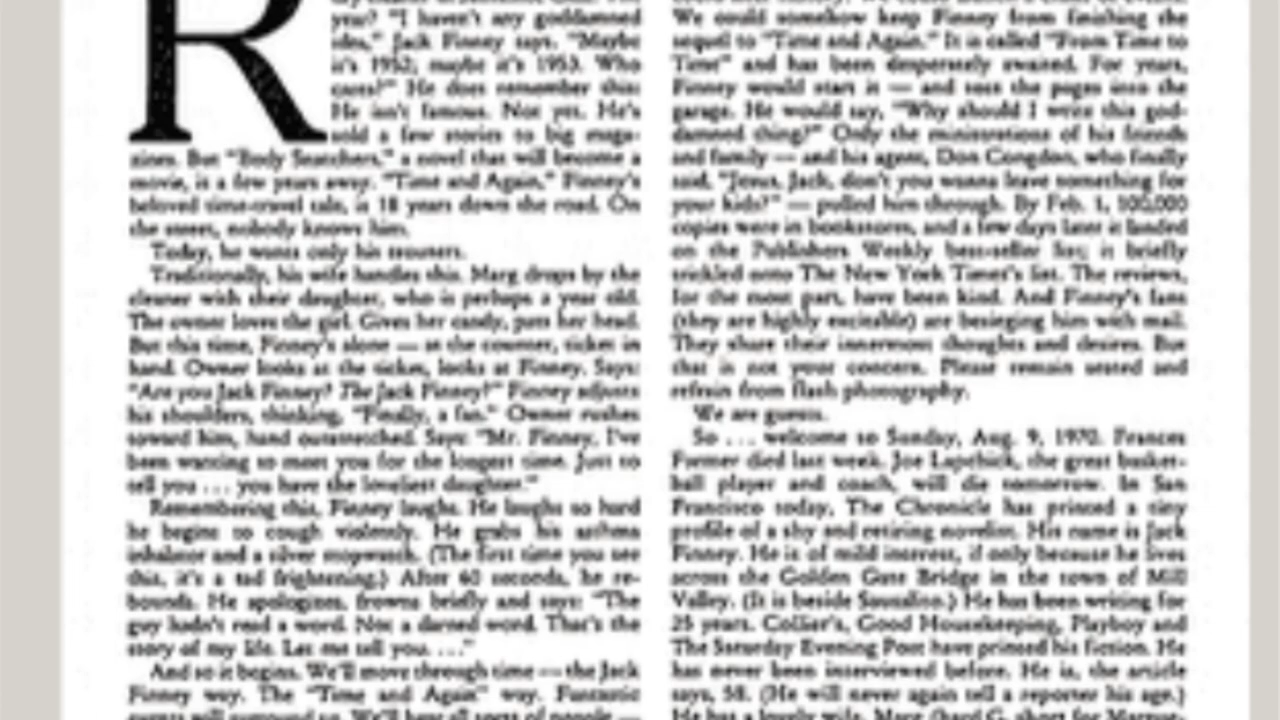 R
year? "I haven't any goddamned
idea," Jack Finney says. "Maybe
it's 1952; maybe it's 1953. Who
cares?" He does remember this:
He isn't famous. Not yet. He's
sold a few stories to big maga-
zines. But "Body Snatchers," a novel that will become a
movie, is a few years away. "Time and Again," Finney's
beloved time-travel tale, is 18 years down the road. On
the street, nobody knows him.
Today, he wants only his trousers.
Traditionally, his wife handles this. Marg drops by the
cleaner with their daughter, who is perhaps a year old.
The owner loves the girl. Gives her candy, pats her head.
But this time, Finney's alone — at the counter, ticket in
hand. Owner looks at the ticket, looks at Finney. Says:
"Are you Jack Finney? The Jack Finney?" Finney adjusts
his shoulders, thinking, "Finally, a fan." Owner rushes
toward him, hand outstretched. Says: "Mr. Finney, I've
been wanting to meet you for the longest time. Just to
tell you . . . you have the loveliest daughter."
Remembering this, Finney laughs. He laughs so hard
he begins to cough violently. He grabs his asthma
inhalator and a silver stopwatch. (The first time you see
this, it's a tad frightening.) After 60 seconds, he re-
bounds. He apologizes, frowns briefly and says: "The
guy hadn't read a word. Not a darned word. That's the
story of my life. Let me tell you. . . ."
And so it begins. We'll move through time — the Jack
Finney way. The "Time and Again" way. Fantastic
events will surround us. We'll hear all sorts of people —
We could somehow keep Finney from finishing the
sequel to "Time and Again." It is called "From Time to
Time" and has been desperately awaited. For years,
Finney would start it — and toss the pages into the
garage. He would say, "Why should I write this god-
damned thing?" Only the ministrations of his friends
and family — and his agent, Don Congdon, who finally
said, "Jesus, Jack, don't you wanna leave something for
your kids?" — pulled him through. By Feb. 1, 100,000
copies were in bookstores, and a few days later it landed
on the Publishers Weekly best-seller list; it briefly
trickled onto The New York Times's list. The reviews,
for the most part, have been kind. And Finney's fans
(they are highly excitable) are besieging him with mail.
They share their innermost thoughts and desires. But
that is not your concern. Please remain seated and
refrain from flash photography.
We are guests.
So . . . welcome to Sunday, Aug. 9, 1970. Frances
Farmer died last week. Joe Lapchick, the great basket-
ball player and coach, will die tomorrow. In San
Francisco today, The Chronicle has printed a tiny
profile of a shy and retiring novelist. His name is Jack
Finney. He is of mild interest, if only because he lives
across the Golden Gate Bridge in the town of Mill
Valley. (It is beside Sausalito.) He has been writing for
25 years. Collier's, Good Housekeeping, Playboy and
The Saturday Evening Post have printed his fiction. He
has never been interviewed before. He is, the article
says, 58. (He will never again tell a reporter his age.)
He has a lovely wife, Marg (hard G, short for